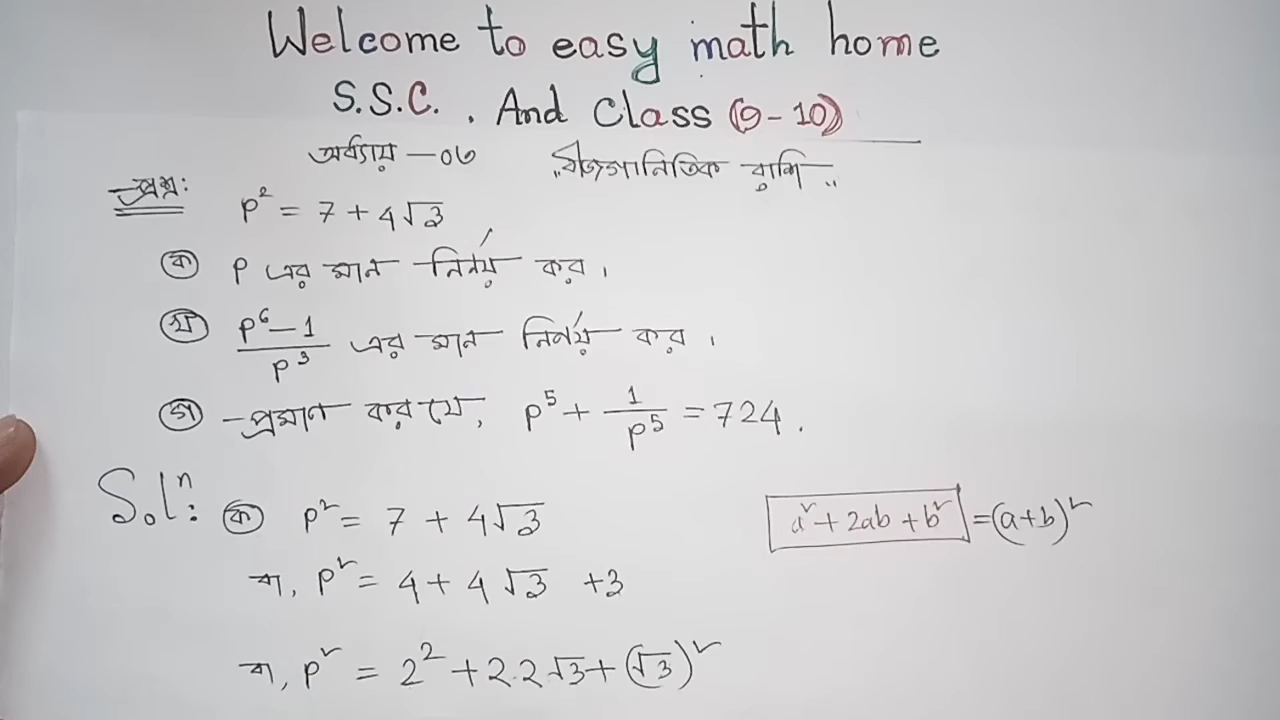 Welcome to easy math home
S.S.C. . And Class (9-10)
অধ্যায় -০৩ "বীজগানিতিক রাশি"
প্রশ্ন: p² = 7 + 4√3
ক p এর মান নির্ণয় কর।
খ (p⁶ - 1)/p³ এর মান নির্ণয় কর।
গ প্রমাণ কর যে, p⁵ + 1/p⁵ = 724.
Solⁿ: ক p² = 7 + 4√3
a² + 2ab + b² = (a+b)²
বা, p² = 4 + 4√3 + 3
বা, p² = 2² + 2.2√3 + (√3)²